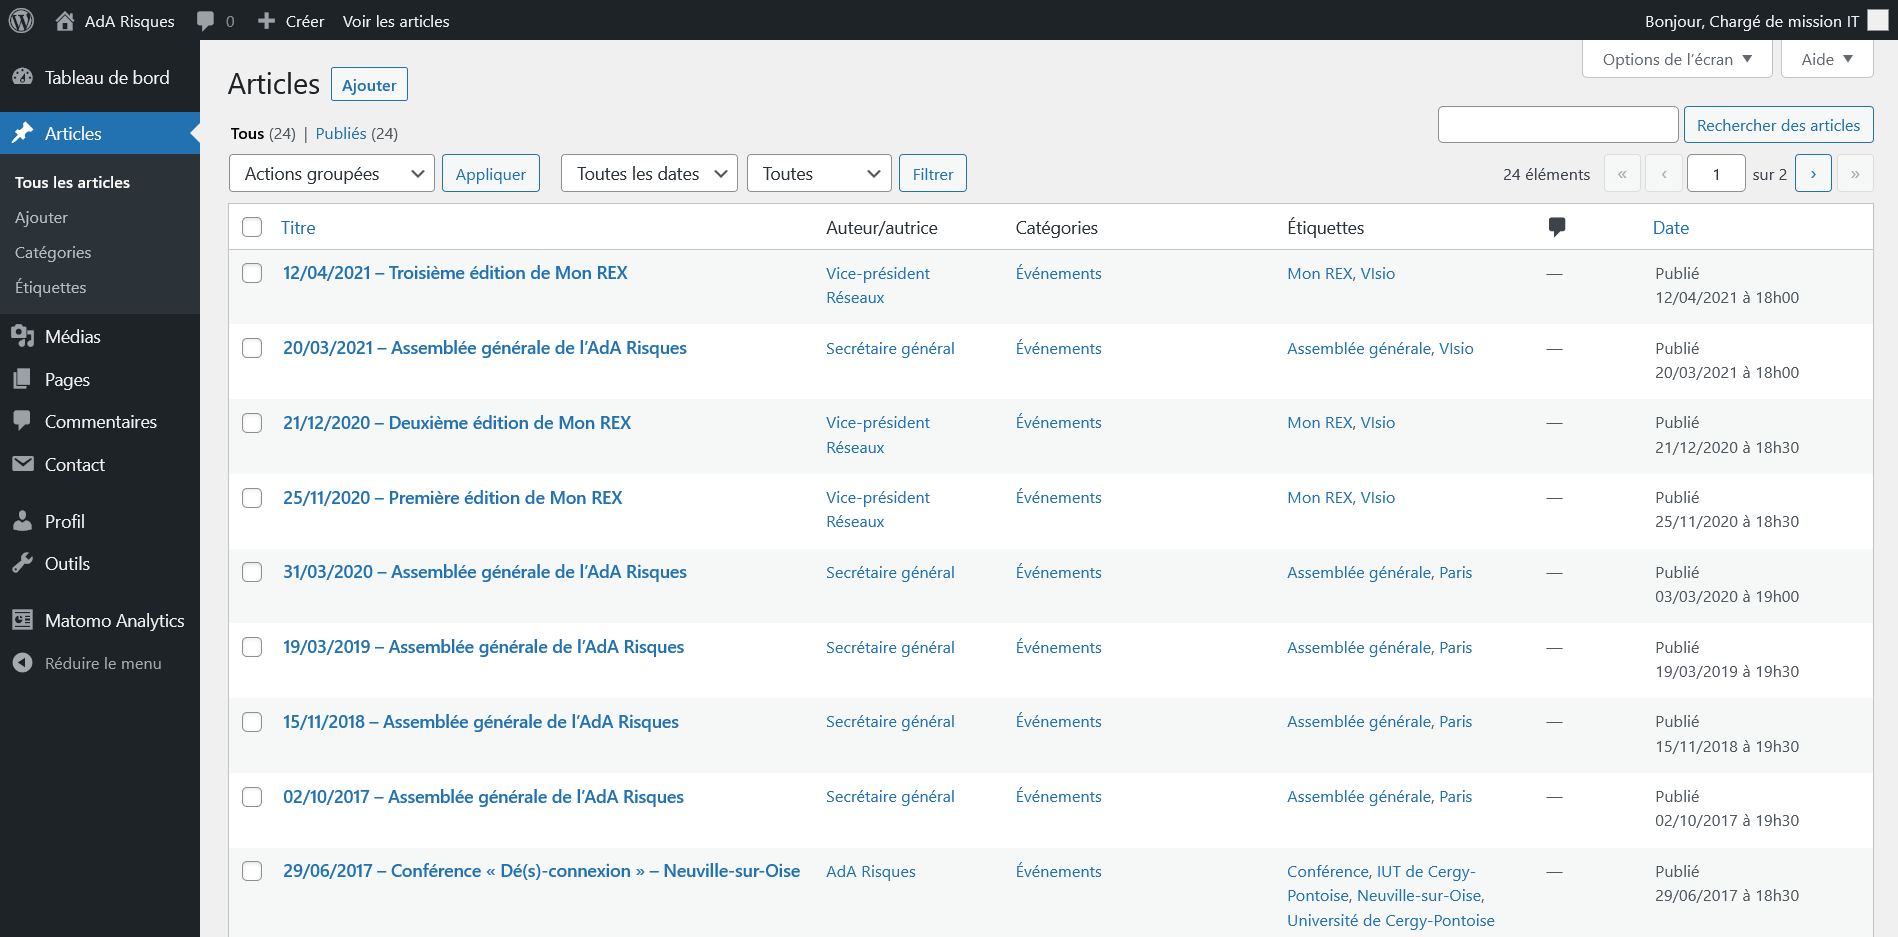 AdA Risques 0 Créer Voir les articles Bonjour, Chargé de mission IT
Tableau de bord
Articles
Tous les articles
Ajouter
Catégories
Étiquettes
Médias
Pages
Commentaires
Contact
Profil
Outils
Matomo Analytics
Réduire le menu
Options de l'écran Aide
Articles Ajouter
Tous (24) | Publiés (24)
Rechercher des articles
Actions groupées Appliquer Toutes les dates Toutes Filtrer 24 éléments « ‹ 1 sur 2 › »
Titre Auteur/autrice Catégories Étiquettes Date
12/04/2021 – Troisième édition de Mon REX Vice-président Événements Mon REX, VIsio — Publié
Réseaux 12/04/2021 à 18h00
20/03/2021 – Assemblée générale de l'AdA Risques Secrétaire général Événements Assemblée générale, VIsio — Publié
20/03/2021 à 18h00
21/12/2020 – Deuxième édition de Mon REX Vice-président Événements Mon REX, VIsio — Publié
Réseaux 21/12/2020 à 18h30
25/11/2020 – Première édition de Mon REX Vice-président Événements Mon REX, VIsio — Publié
Réseaux 25/11/2020 à 18h30
31/03/2020 – Assemblée générale de l'AdA Risques Secrétaire général Événements Assemblée générale, Paris — Publié
03/03/2020 à 19h00
19/03/2019 – Assemblée générale de l'AdA Risques Secrétaire général Événements Assemblée générale, Paris — Publié
19/03/2019 à 19h30
15/11/2018 – Assemblée générale de l'AdA Risques Secrétaire général Événements Assemblée générale, Paris — Publié
15/11/2018 à 19h30
02/10/2017 – Assemblée générale de l'AdA Risques Secrétaire général Événements Assemblée générale, Paris — Publié
02/10/2017 à 19h30
29/06/2017 – Conférence « Dé(s)-connexion » – Neuville-sur-Oise AdA Risques Événements Conférence, IUT de Cergy- — Publié
Pontoise, Neuville-sur-Oise, 29/06/2017 à 18h30
Université de Cergy-Pontoise